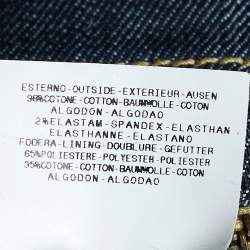 ESTERNO-OUTSIDE-EXTERIEUR-AUSEN
98%COTONE-COTTON-BAUMWOLLE-COTON
ALGODON-ALGODAO
2%ELASTAM-SPANDEX-ELASTHAN
ELASTHANNE-ELASTANO
FODERA-LINING-DOUBLURE-GEFUTTER
65%POLIESTERE-POLYESTER-POLIESTER
35%COTONE-COTTON-BAUMWOLLE-COTON
ALGODON-ALGODAO